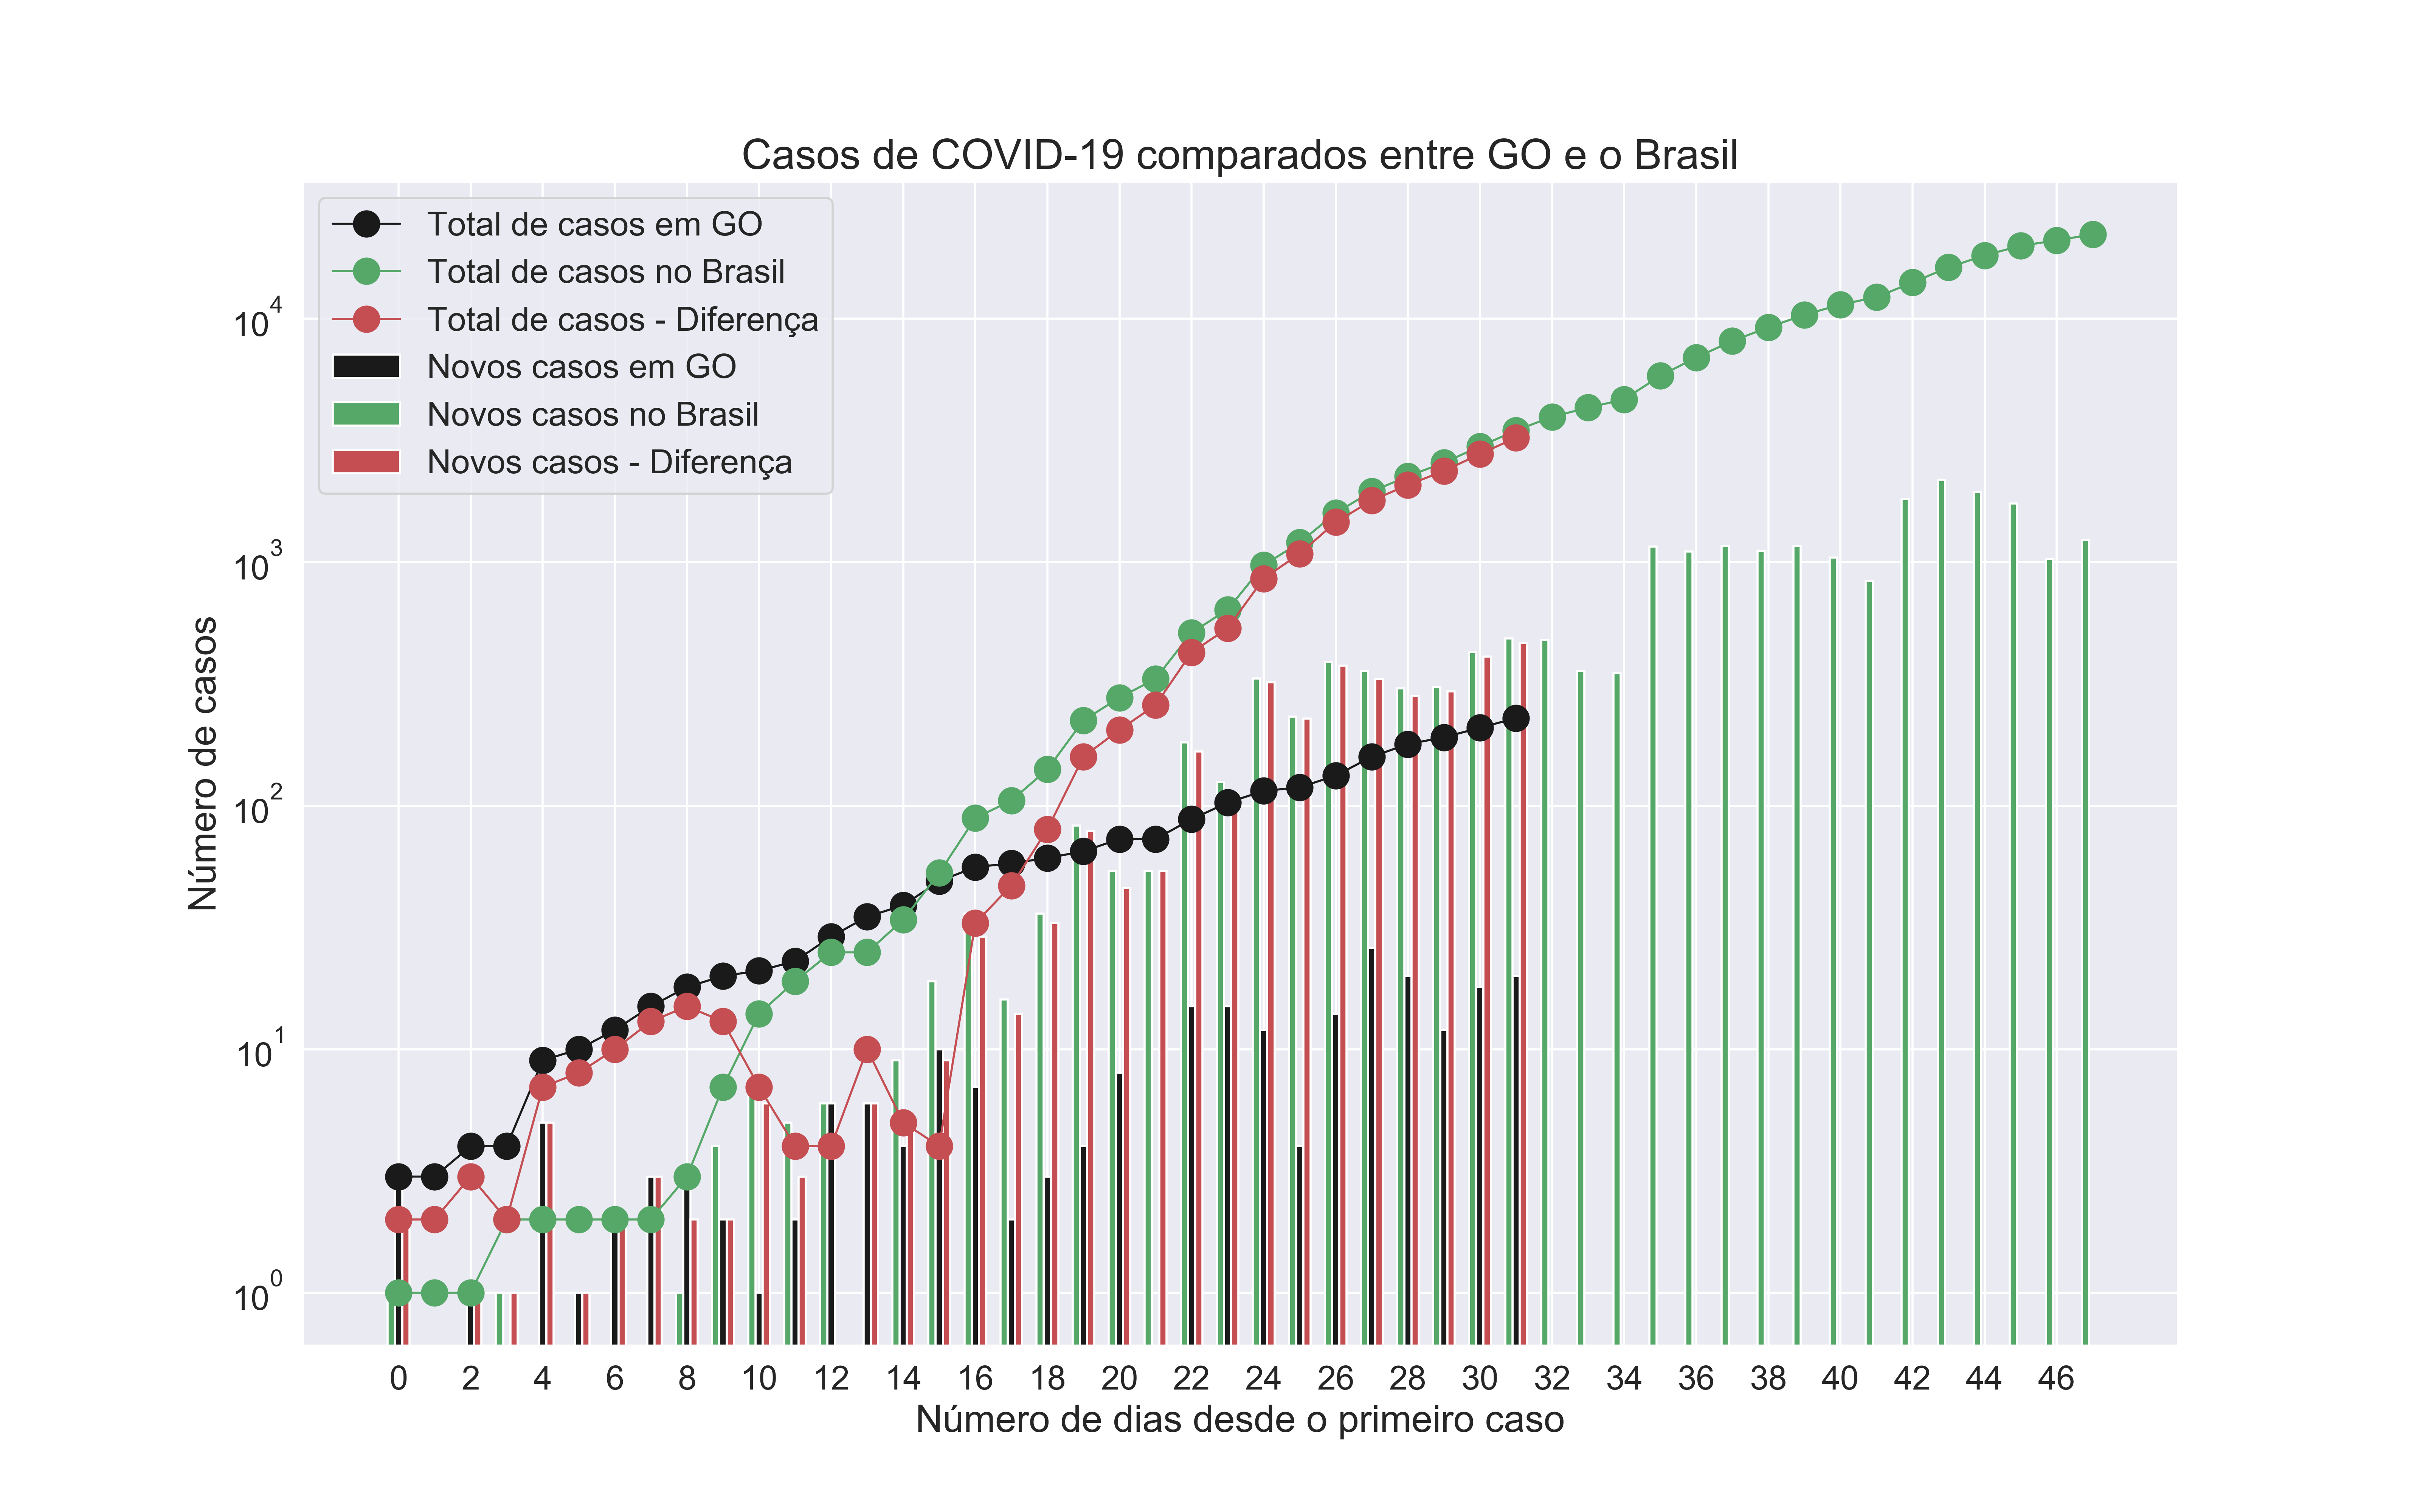 Casos de COVID-19 comparados entre GO e o Brasil
Total de casos em GO
Total de casos no Brasil
Total de casos - Diferença
Novos casos em GO
Novos casos no Brasil
Novos casos - Diferença
Número de casos
10^4
10^3
10^2
10^1
10^0
0 2 4 6 8 10 12 14 16 18 20 22 24 26 28 30 32 34 36 38 40 42 44 46
Número de dias desde o primeiro caso